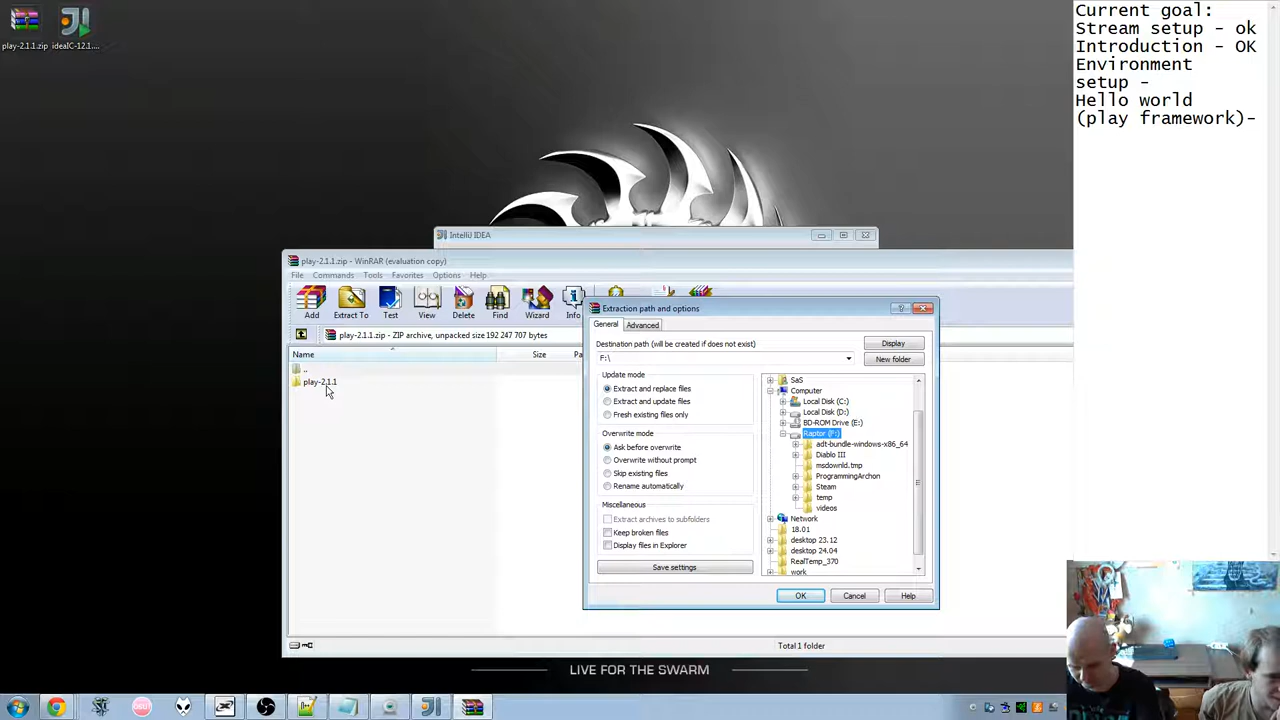 Current goal:
Stream setup - ok
Introduction - OK
Environment
setup -
Hello world
(play framework)-
play-2.1.1.zip
ideaIC-12.1....
IntelliJ IDEA
play-2.1.1.zip - WinRAR (evaluation copy)
File Commands Tools Favorites Options Help
Add Extract To Test View Delete Find Wizard Info
play-2.1.1.zip - ZIP archive, unpacked size 192 247 707 bytes
Name Size
..
play-2.1.1
Total 1 folder
Extraction path and options
General Advanced
Destination path (will be created if does not exist)
Display
F:\
New folder
Update mode
Extract and replace files
Extract and update files
Fresh existing files only
Overwrite mode
Ask before overwrite
Overwrite without prompt
Skip existing files
Rename automatically
Miscellaneous
Extract archives to subfolders
Keep broken files
Display files in Explorer
Save settings
SaS
Computer
Local Disk (C:)
Local Disk (D:)
BD-ROM Drive (E:)
Raptor (F:)
adt-bundle-windows-x86_64
Diablo III
msdownld.tmp
ProgrammingArchon
Steam
temp
videos
Network
18.01
desktop 23.12
desktop 24.04
RealTemp_370
work
OK Cancel Help
LIVE FOR THE SWARM